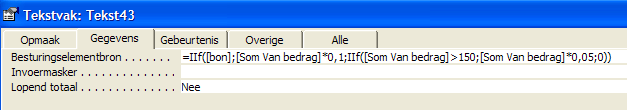 Tekstvak: Tekst43
Opmaak Gegevens Gebeurtenis Overige Alle
Besturingselementbron . . . . . . . =IIf([bon];[Som Van bedrag]*0,1;IIf([Som Van bedrag]>150;[Som Van bedrag]*0,05;0))
Invoermasker . . . . . . . . . . . . . . .
Lopend totaal . . . . . . . . . . . . . . . Nee